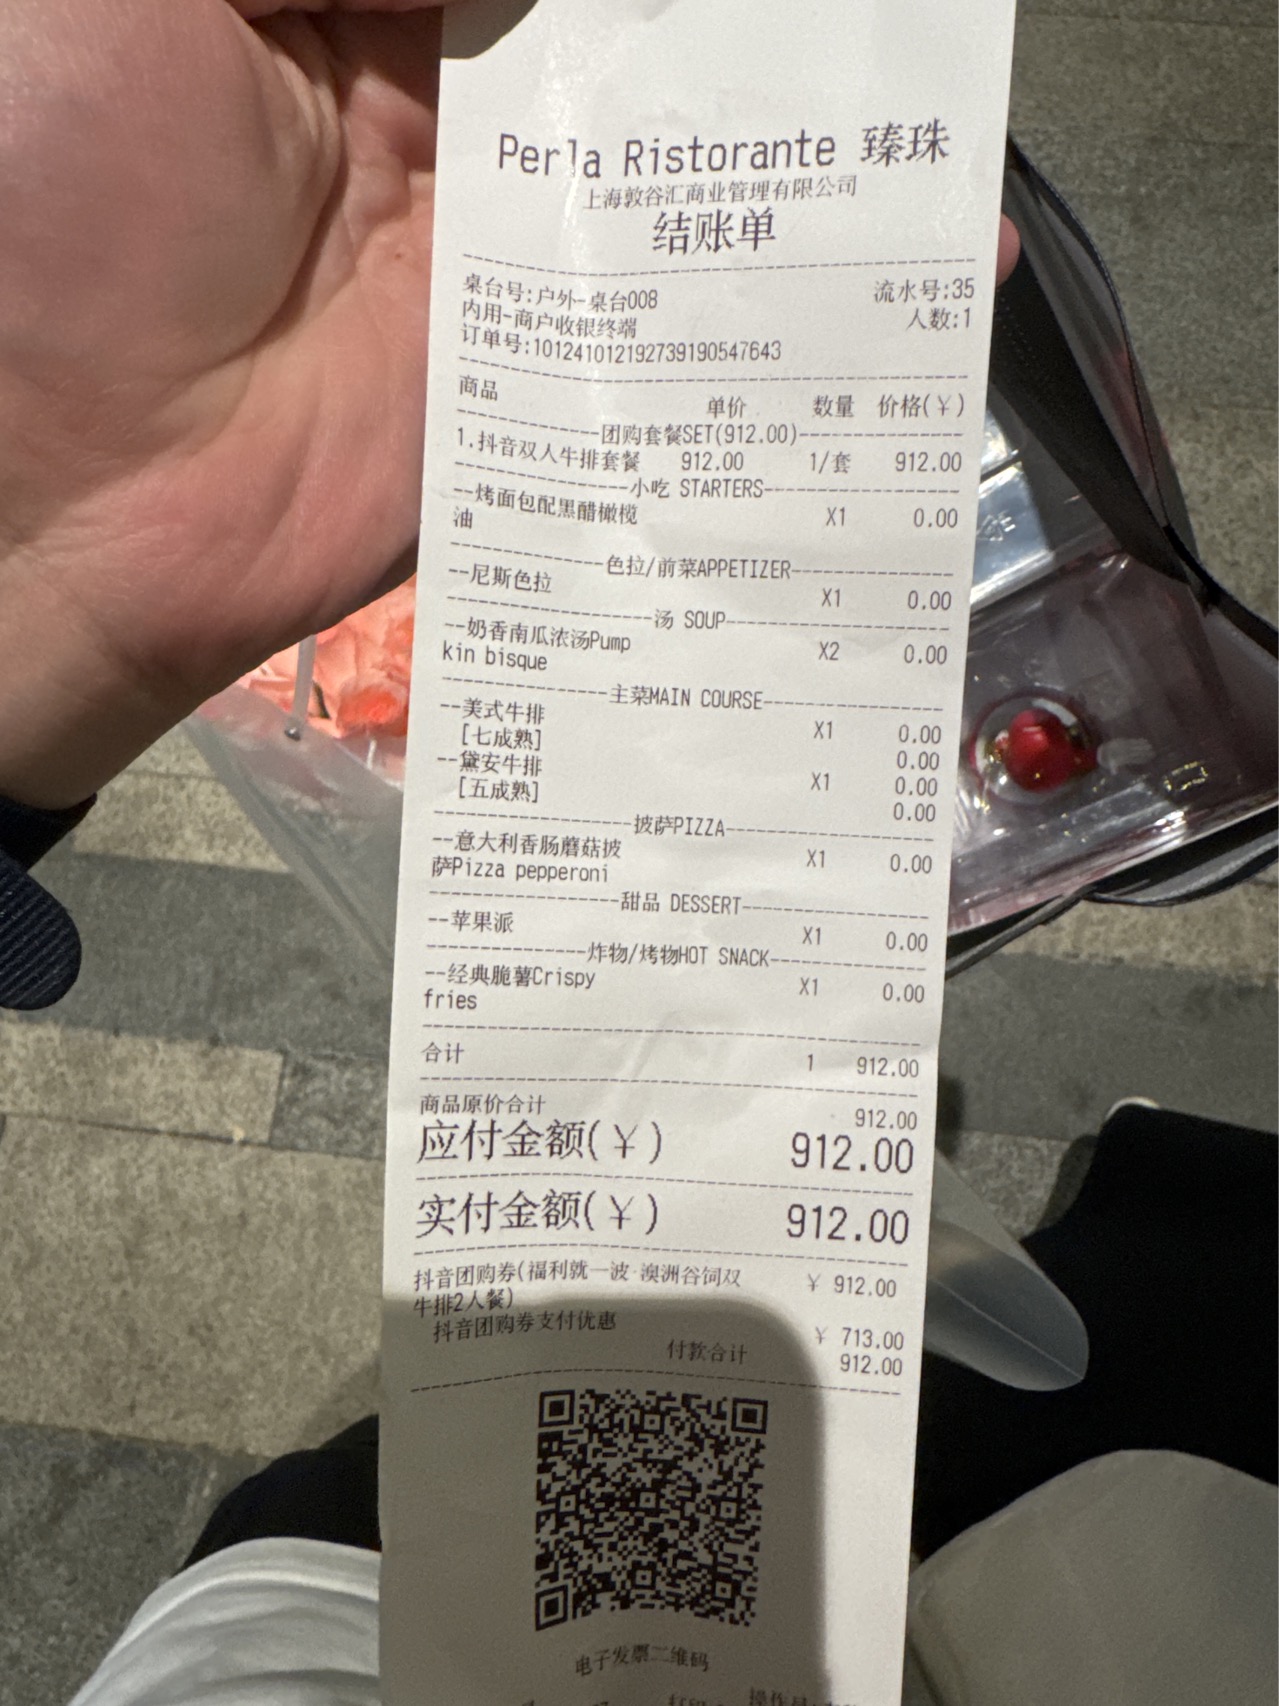 Perla Ristorante 臻珠
上海敦谷汇商业管理有限公司
结账单
桌台号:户外-桌台008 流水号:35
内用-商户收银终端 人数:1
订单号:101241012192739190547643
商品 单价 数量 价格(￥)
团购套餐SET(912.00)
1.抖音双人牛排套餐 912.00 1/套 912.00
小吃 STARTERS
--烤面包配黑醋橄榄 X1 0.00
油
色拉/前菜APPETIZER
--尼斯色拉 X1 0.00
汤 SOUP
--奶香南瓜浓汤Pump X2 0.00
kin bisque
主菜MAIN COURSE
--美式牛排 X1 0.00
[七成熟] 0.00
--黛安牛排 X1 0.00
[五成熟] 0.00
披萨PIZZA
--意大利香肠蘑菇披 X1 0.00
萨Pizza pepperoni
甜品 DESSERT
--苹果派 X1 0.00
炸物/烤物HOT SNACK
--经典脆薯Crispy X1 0.00
fries
合计 1 912.00
商品原价合计 912.00
应付金额(￥) 912.00
实付金额(￥) 912.00
抖音团购券(福利就一波·澳洲谷饲双 ￥ 912.00
牛排2人餐)
抖音团购券支付优惠 ￥ 713.00
付款合计 912.00
电子发票二维码